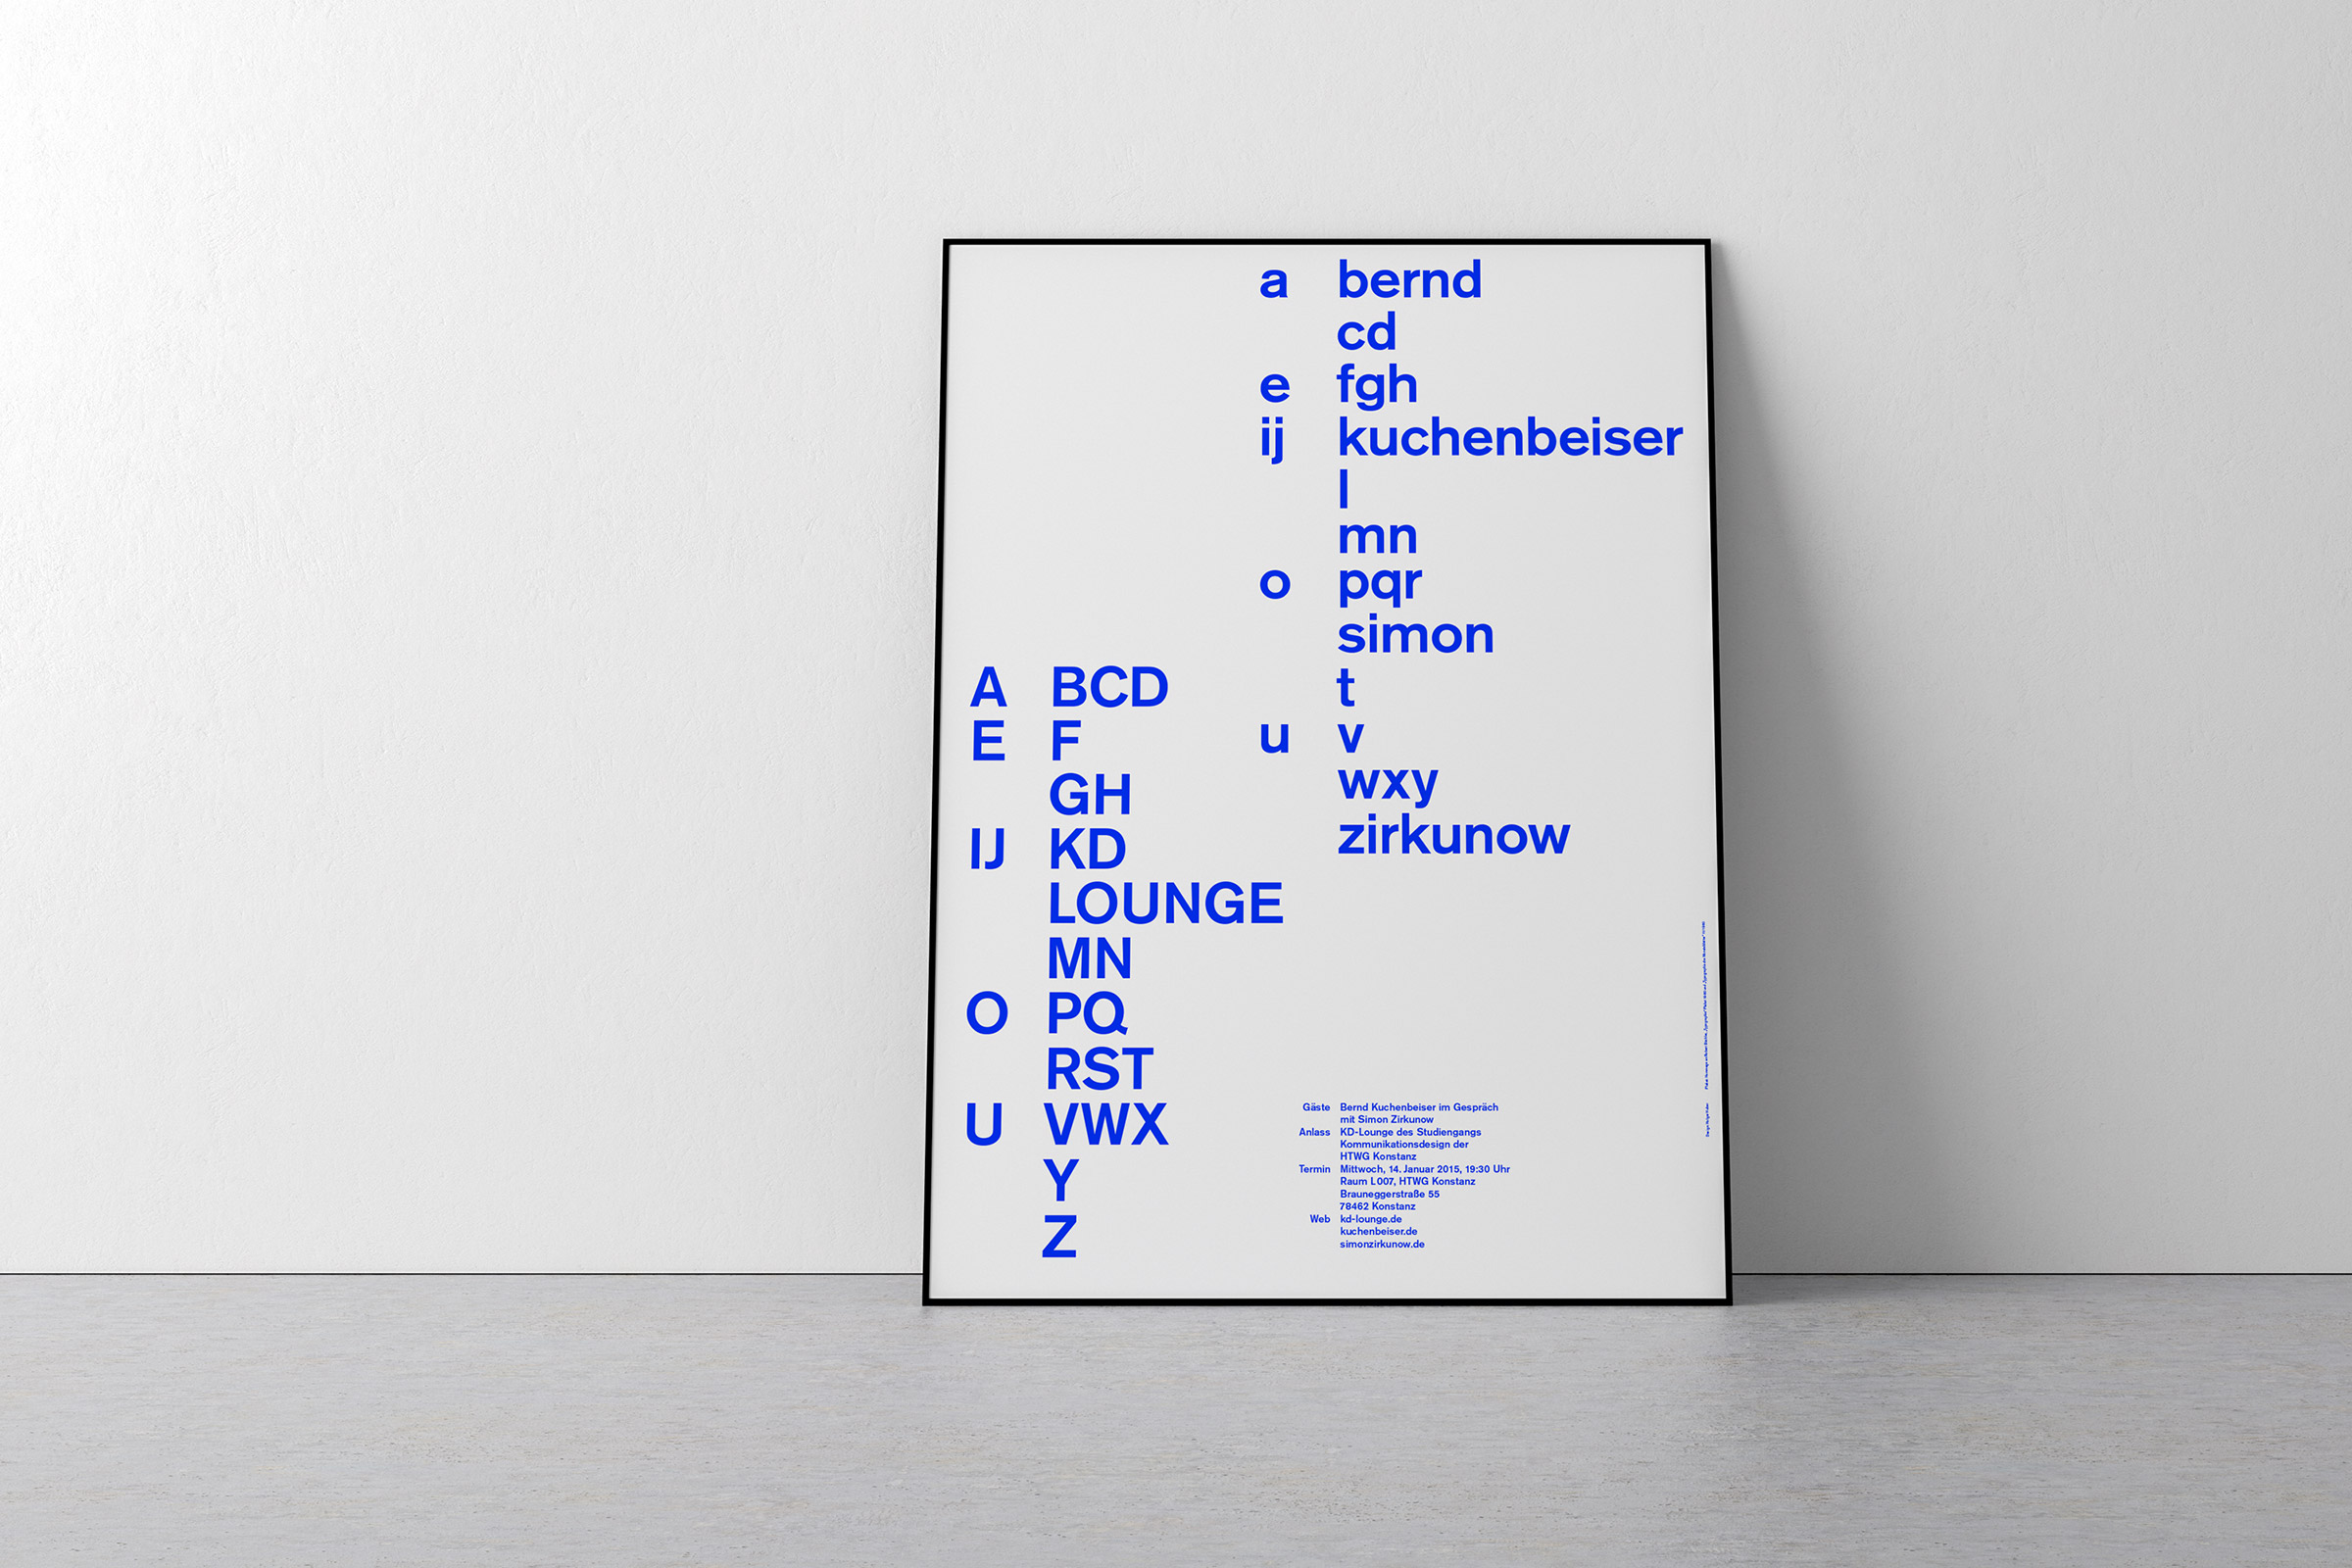 a bernd
cd
e fgh
ij kuchenbeiser
l
mn
o pqr
simon
t
u v
wxy
zirkunow
A BCD
E F
GH
IJ KD
LOUNGE
MN
O PQ
RST
U VWX
Y
Z
Gäste Bernd Kuchenbeiser im Gespräch
mit Simon Zirkunow
Anlass KD-Lounge des Studiengangs
Kommunikationsdesign der
HTWG Konstanz
Termin Mittwoch, 14. Januar 2015, 19:30 Uhr
Raum L007, HTWG Konstanz
Brauneggerstraße 55
78462 Konstanz
Web kd-lounge.de
kuchenbeiser.de
simonzirkunow.de